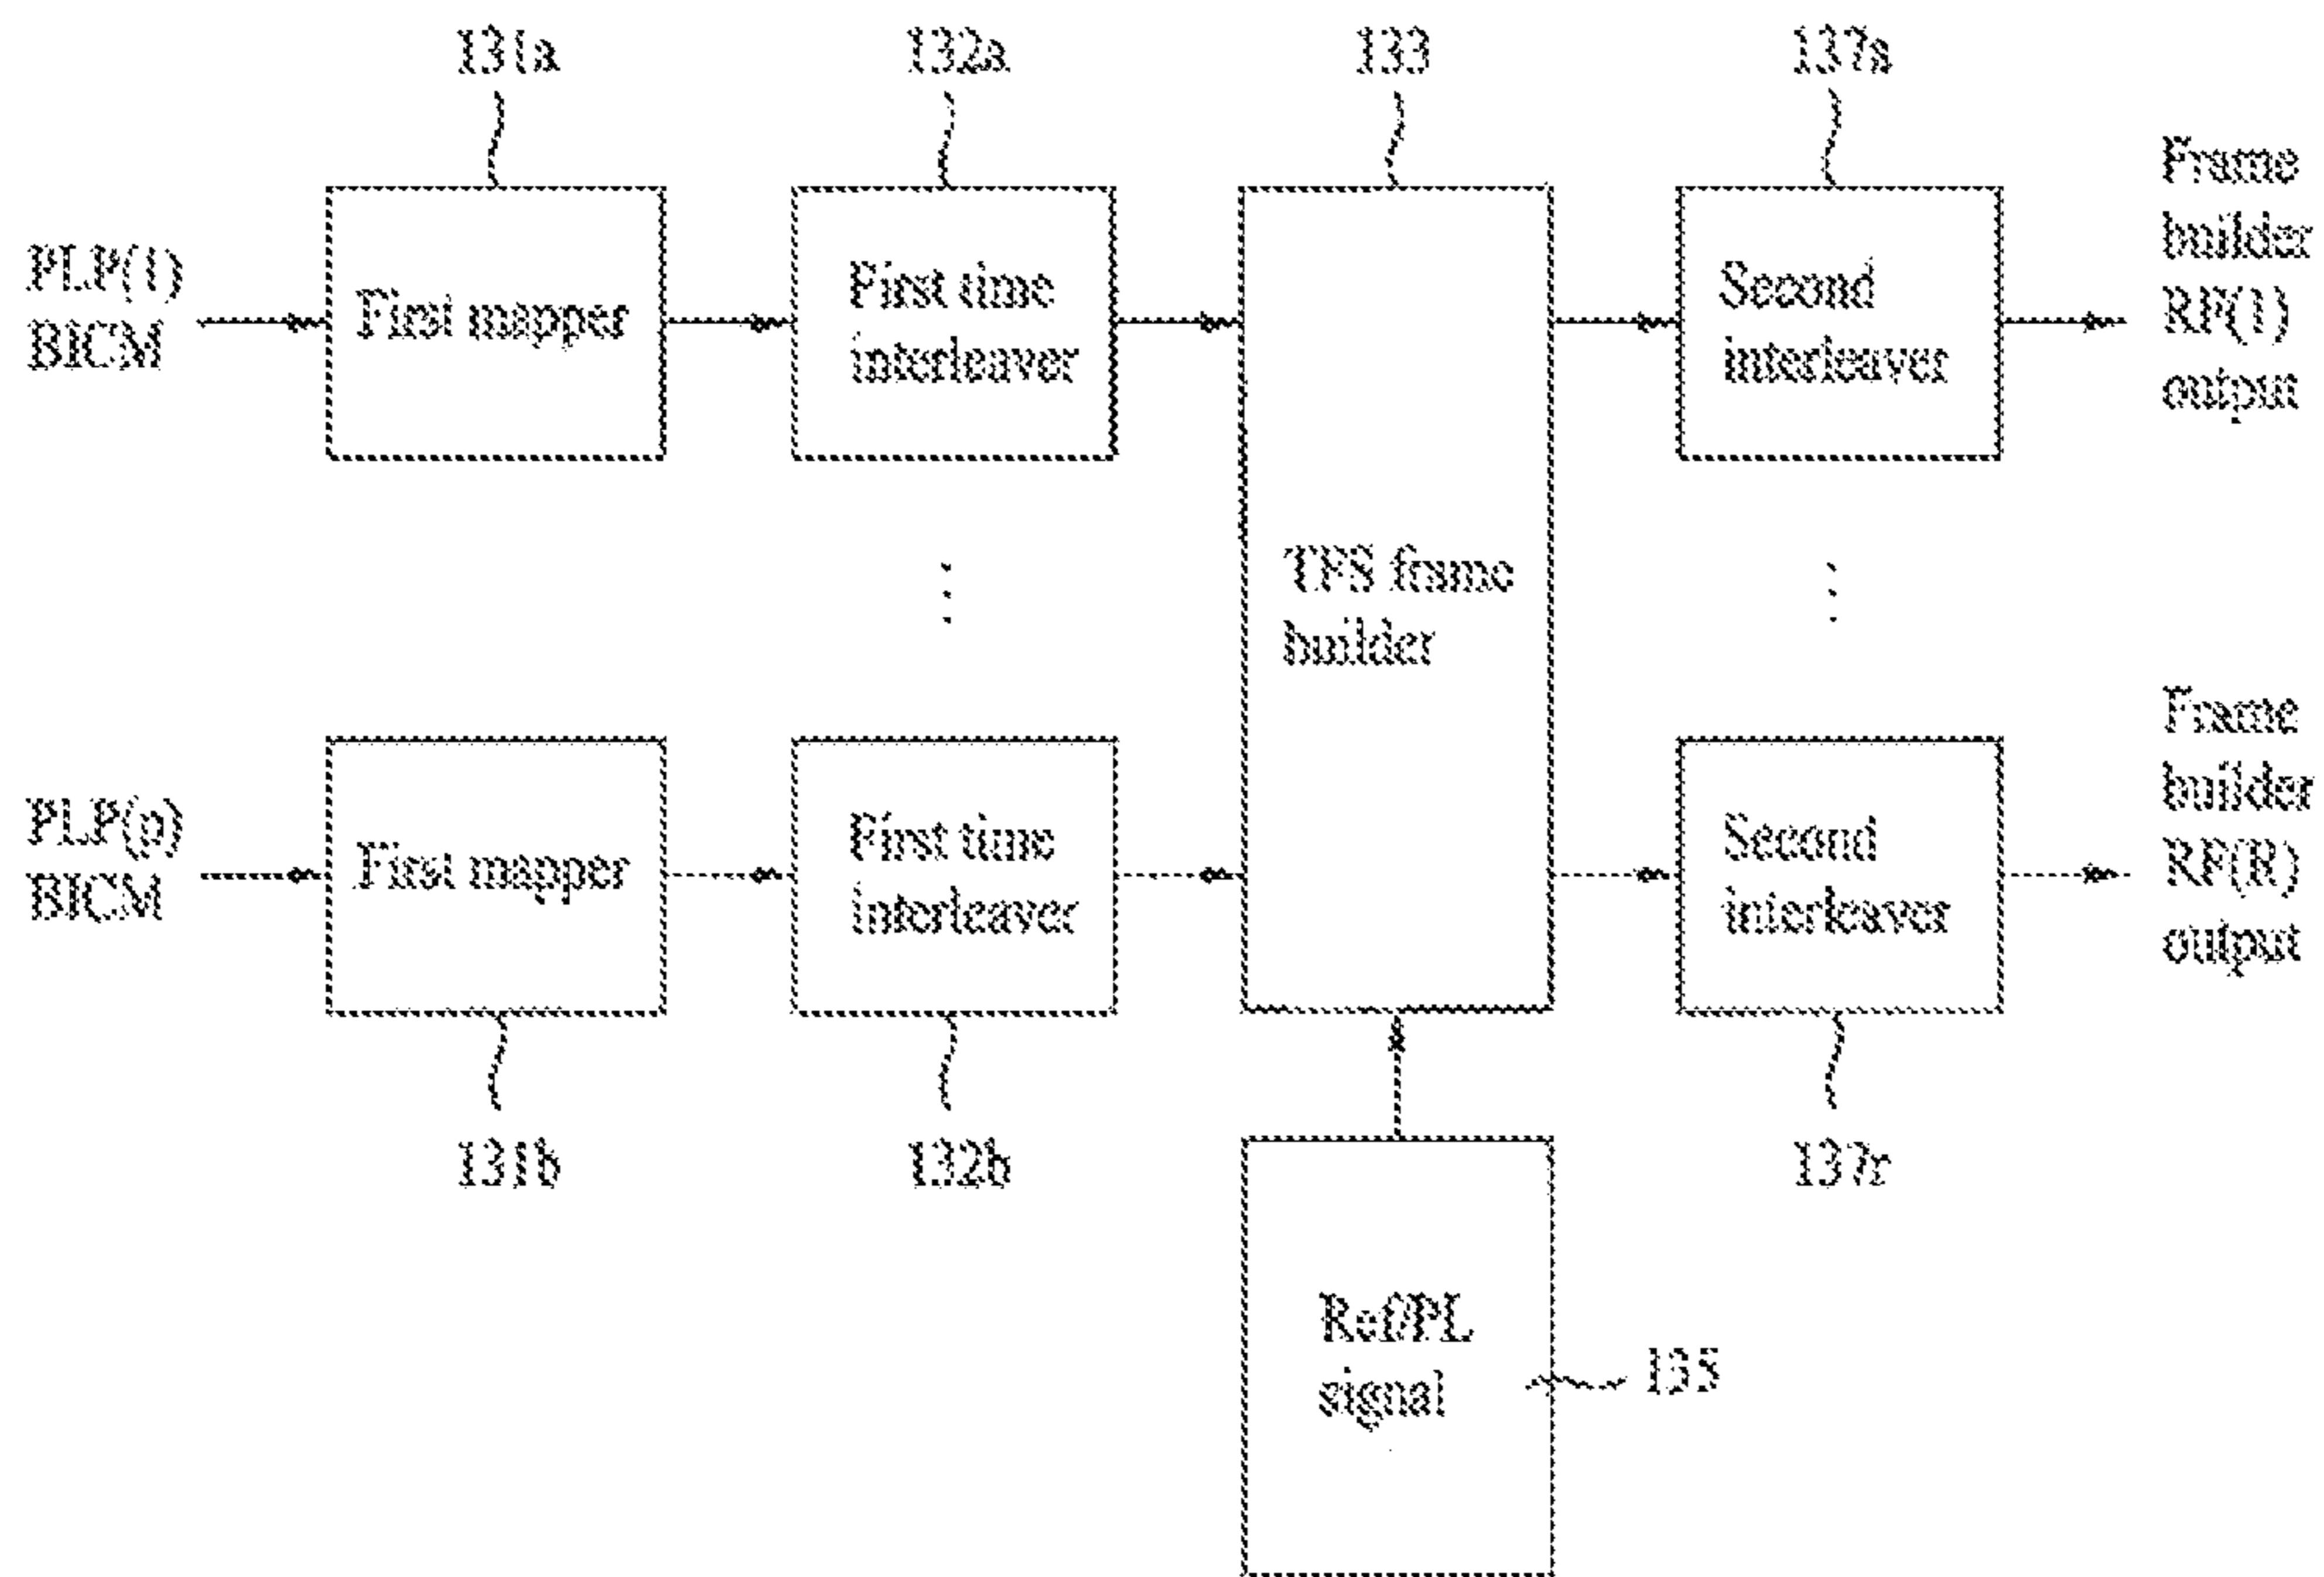 131a
132a
133
137a
PLP(1)
BICM
First mapper
First time
interleaver
TFS frame
builder
Second
interleaver
Frame
builder
RF(1)
output
PLP(p)
BICM
First mapper
First time
interleaver
Second
interleaver
Frame
builder
RF(R)
output
131b
132b
137r
Ref/PL
signal
135